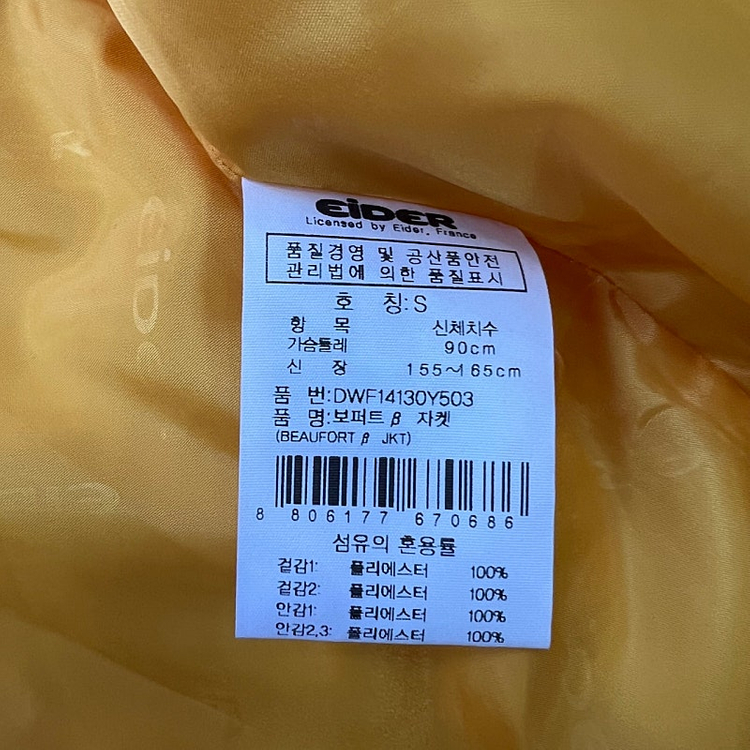 EiDER
Licensed by Eider, France
품질경영 및 공산품안전
관리법에 의한 품질표시
호 칭:S
항 목 신체치수
가슴둘레 90cm
신 장 155~165cm
품 번:DWF14130Y503
품 명:보퍼트 β 자켓
(BEAUFORT β JKT)
8 806177 670686
섬유의 혼용률
겉감1: 폴리에스터 100%
겉감2: 폴리에스터 100%
안감1: 폴리에스터 100%
안감2,3: 폴리에스터 100%